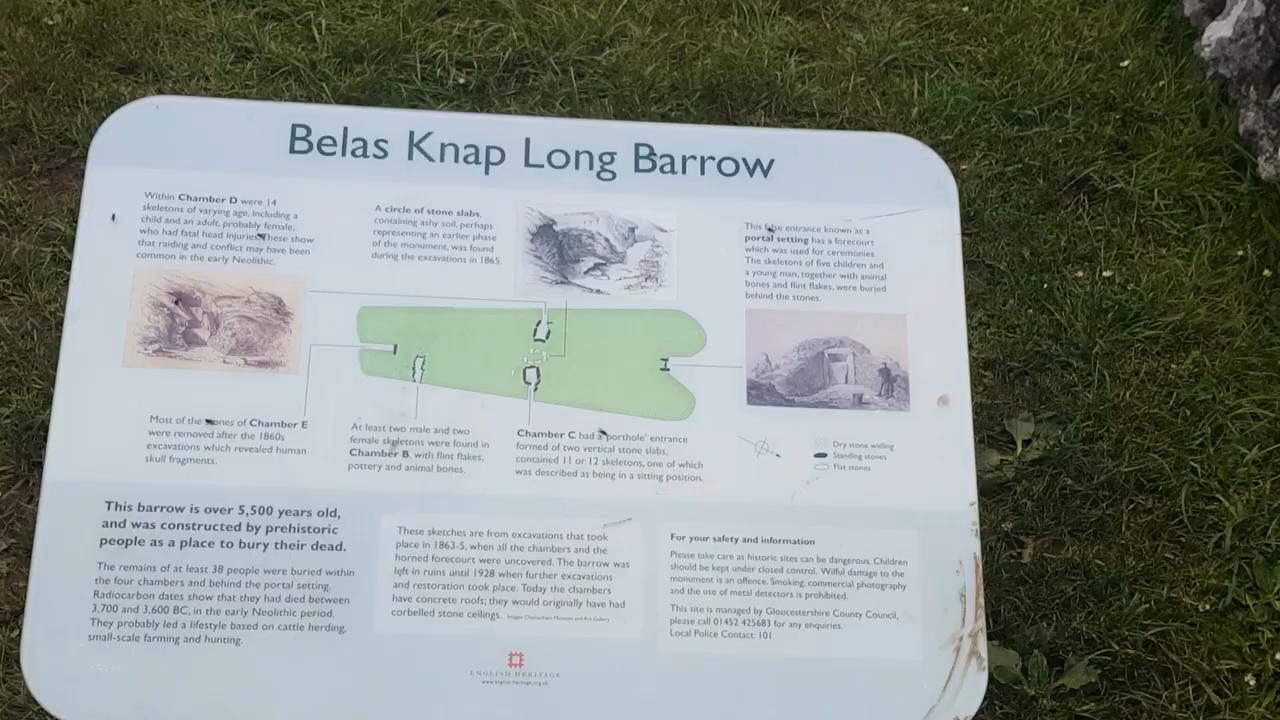 Belas Knap Long Barrow
Within Chamber D were 14
skeletons of varying age, including a
child and an adult, probably female,
who had fatal head injuries. These show
that raiding and conflict may have been
common in the early Neolithic.
A circle of stone slabs,
containing ashy soil, perhaps
representing an earlier phase
of the monument, was found
during the excavations in 1865.
This false entrance known as a
portal setting has a forecourt
which was used for ceremonies.
The skeletons of five children and
a young man, together with animal
bones and flint flakes, were buried
behind the stones.
Most of the stones of Chamber E
were removed after the 1860s
excavations which revealed human
skull fragments.
At least two male and two
female skeletons were found in
Chamber B, with flint flakes,
pottery and animal bones.
Chamber C had a 'porthole' entrance
formed of two vertical stone slabs,
contained 11 or 12 skeletons, one of which
was described as being in a sitting position.
Dry stone walling
Standing stones
Flat stones
This barrow is over 5,500 years old,
and was constructed by prehistoric
people as a place to bury their dead.
The remains of at least 38 people were buried within
the four chambers and behind the portal setting.
Radiocarbon dates show that they had died between
3,700 and 3,600 BC, in the early Neolithic period.
They probably led a lifestyle based on cattle herding,
small-scale farming and hunting.
These sketches are from excavations that took
place in 1863-5, when all the chambers and the
horned forecourt were uncovered. The barrow was
left in ruins until 1928 when further excavations
and restoration took place. Today the chambers
have concrete roofs; they would originally have had
corbelled stone ceilings. Images Cheltenham Museum and Art Gallery
For your safety and information
Please take care as historic sites can be dangerous. Children
should be kept under closed control. Wilful damage to the
monument is an offence. Smoking, commercial photography
and the use of metal detectors is prohibited.
This site is managed by Gloucestershire County Council,
please call 01452 425683 for any enquiries.
Local Police Contact: 101
ENGLISH HERITAGE
www.english-heritage.org.uk